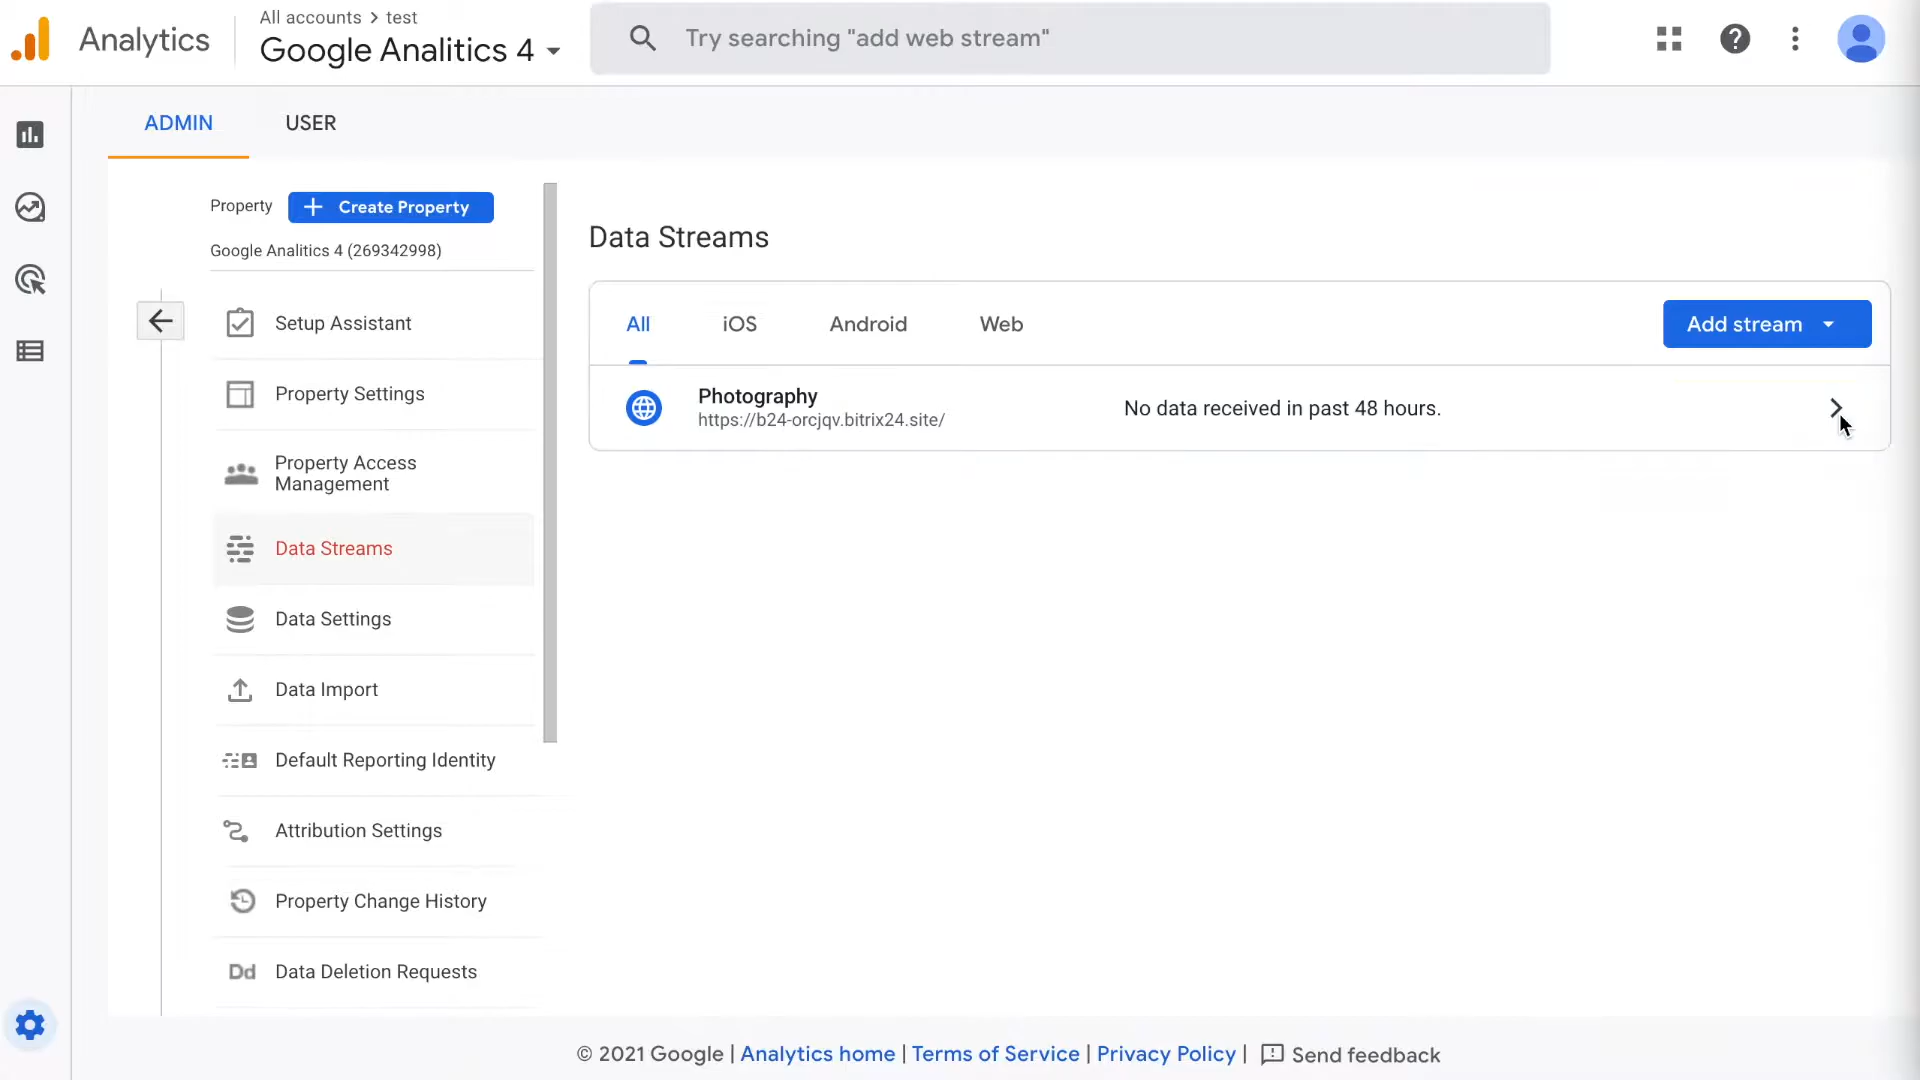 Analytics
All accounts > test
Google Analitics 4
Try searching "add web stream"
ADMIN
USER
Property
Create Property
Google Analitics 4 (269342998)
Setup Assistant
Property Settings
Property Access
Management
Data Streams
Data Settings
Data Import
Default Reporting Identity
Attribution Settings
Property Change History
Dd Data Deletion Requests
Data Streams
All
iOS
Android
Web
Add stream
Photography
https://b24-orcjqv.bitrix24.site/
No data received in past 48 hours.
© 2021 Google | Analytics home | Terms of Service | Privacy Policy | Send feedback